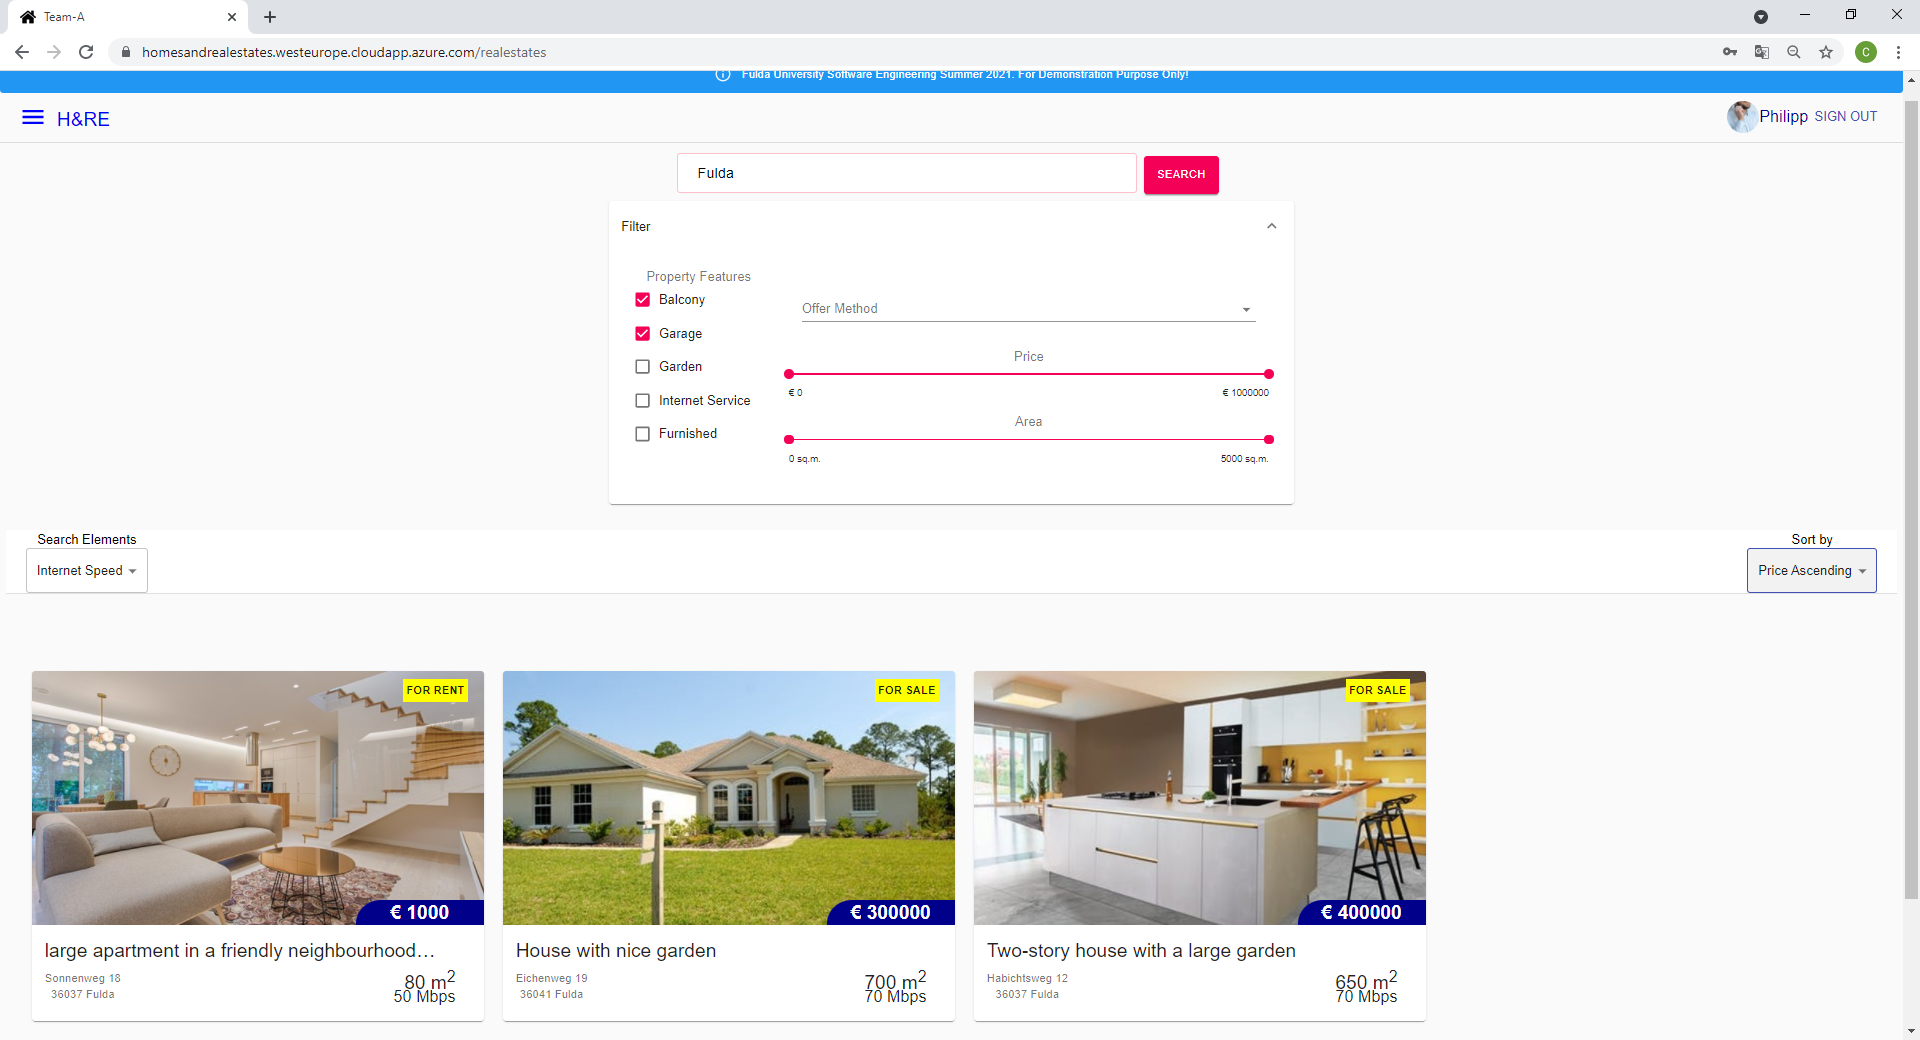 Team-A
homesandrealestates.westeurope.cloudapp.azure.com/realestates
C
Fulda University Software Engineering Summer 2021. For Demonstration Purpose Only!
H&RE
Philipp SIGN OUT
Fulda
SEARCH
Filter
Property Features
Balcony
Garage
Garden
Internet Service
Furnished
Offer Method
Price
€ 0
€ 1000000
Area
0 sq.m.
5000 sq.m.
Search Elements
Internet Speed
Sort by
Price Ascending
FOR RENT
€ 1000
large apartment in a friendly neighbourhood…
Sonnenweg 18
36037 Fulda
80 m2
50 Mbps
FOR SALE
€ 300000
House with nice garden
Eichenweg 19
36041 Fulda
700 m2
70 Mbps
FOR SALE
€ 400000
Two-story house with a large garden
Habichtsweg 12
36037 Fulda
650 m2
70 Mbps